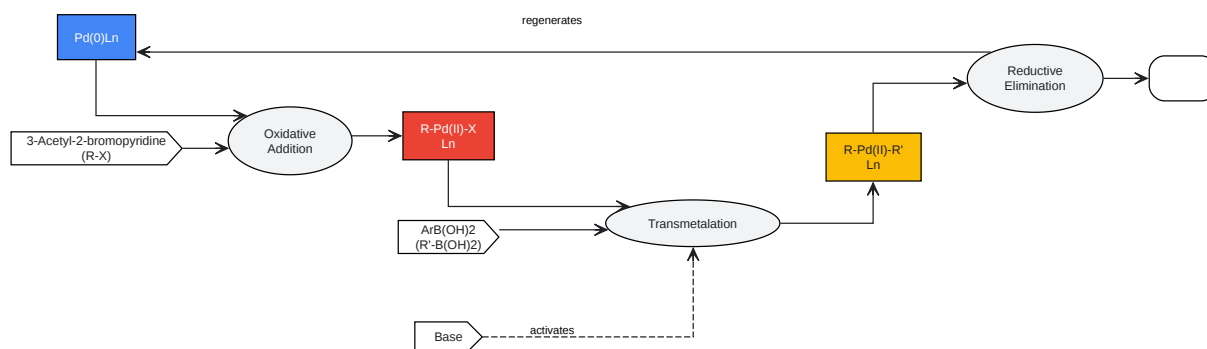 regenerates
Pd(0)Ln
Reductive
Elimination
3-Acetyl-2-bromopyridine
(R-X)
Oxidative
Addition
R-Pd(II)-X
Ln
R-Pd(II)-R'
Ln
ArB(OH)2
(R'-B(OH)2)
Transmetalation
Base
activates